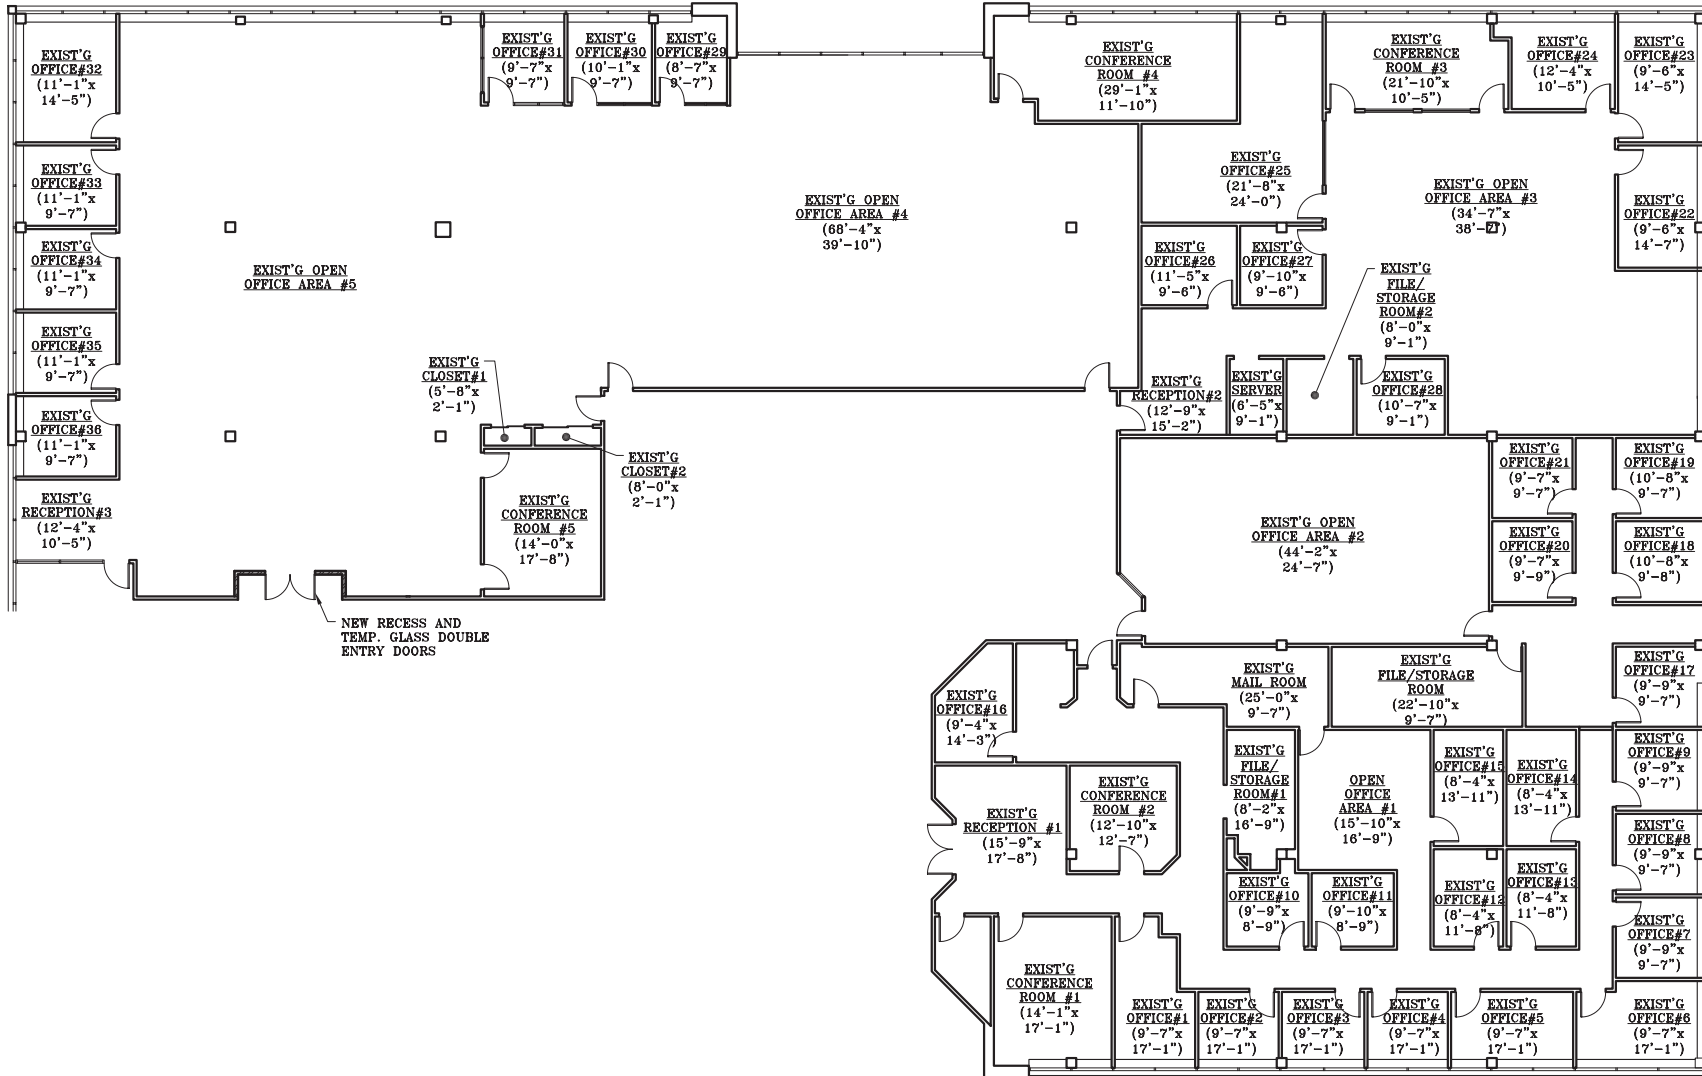 EXIST'G
OFFICE#32
(11'-1"x
14'-5")
EXIST'G
OFFICE#31
(9'-7"x
9'-7")
EXIST'G
OFFICE#30
(10'-1"x
9'-7")
EXIST'G
OFFICE#29
(8'-7"x
9'-7")
EXIST'G
CONFERENCE
ROOM #4
(29'-1"x
11'-10")
EXIST'G
CONFERENCE
ROOM #3
(21'-10"x
10'-5")
EXIST'G
OFFICE#24
(12'-4"x
10'-5")
EXIST'G
OFFICE#23
(9'-6"x
14'-5")
EXIST'G
OFFICE#33
(11'-1"x
9'-7")
EXIST'G OPEN
OFFICE AREA #4
(68'-4"x
39'-10")
EXIST'G
OFFICE#25
(21'-8"x
24'-0")
EXIST'G OPEN
OFFICE AREA #3
(34'-7"x
38'-7")
EXIST'G
OFFICE#22
(9'-6"x
14'-7")
EXIST'G
OFFICE#34
(11'-1"x
9'-7")
EXIST'G OPEN
OFFICE AREA #5
EXIST'G
OFFICE#26
(11'-5"x
9'-6")
EXIST'G
OFFICE#27
(9'-10"x
9'-6")
EXIST'G
FILE/
STORAGE
ROOM#2
(8'-0"x
9'-1")
EXIST'G
OFFICE#35
(11'-1"x
9'-7")
EXIST'G
CLOSET#1
(5'-8"x
2'-1")
EXIST'G
RECEPTION#2
(12'-9"x
15'-2")
EXIST'G
SERVER
(6'-5"x
9'-1")
EXIST'G
OFFICE#28
(10'-7"x
9'-1")
EXIST'G
OFFICE#36
(11'-1"x
9'-7")
EXIST'G
CLOSET#2
(8'-0"x
2'-1")
EXIST'G
OFFICE#21
(9'-7"x
9'-7")
EXIST'G
OFFICE#19
(10'-8"x
9'-7")
EXIST'G
RECEPTION#3
(12'-4"x
10'-5")
EXIST'G
CONFERENCE
ROOM #5
(14'-0"x
17'-8")
EXIST'G OPEN
OFFICE AREA #2
(44'-2"x
24'-7")
EXIST'G
OFFICE#20
(9'-7"x
9'-9")
EXIST'G
OFFICE#18
(10'-8"x
9'-8")
NEW RECESS AND
TEMP. GLASS DOUBLE
ENTRY DOORS
EXIST'G
OFFICE#16
(9'-4"x
14'-3")
EXIST'G
MAIL ROOM
(25'-0"x
9'-7")
EXIST'G
FILE/STORAGE
ROOM
(22'-10"x
9'-7")
EXIST'G
OFFICE#17
(9'-9"x
9'-7")
EXIST'G
FILE/
STORAGE
ROOM#1
(8'-2"x
16'-9")
OPEN
OFFICE
AREA #1
(15'-10"x
16'-9")
EXIST'G
OFFICE#15
(8'-4"x
13'-11")
EXIST'G
OFFICE#14
(8'-4"x
13'-11")
EXIST'G
OFFICE#9
(9'-9"x
9'-7")
EXIST'G
RECEPTION #1
(15'-9"x
17'-8")
EXIST'G
CONFERENCE
ROOM #2
(12'-10"x
12'-7")
EXIST'G
OFFICE#8
(9'-9"x
9'-7")
EXIST'G
OFFICE#10
(9'-9"x
8'-9")
EXIST'G
OFFICE#11
(9'-10"x
8'-9")
EXIST'G
OFFICE#12
(8'-4"x
11'-8")
EXIST'G
OFFICE#13
(8'-4"x
11'-8")
EXIST'G
OFFICE#7
(9'-9"x
9'-7")
EXIST'G
CONFERENCE
ROOM #1
(14'-1"x
17'-1")
EXIST'G
OFFICE#1
(9'-7"x
17'-1")
EXIST'G
OFFICE#2
(9'-7"x
17'-1")
EXIST'G
OFFICE#3
(9'-7"x
17'-1")
EXIST'G
OFFICE#4
(9'-7"x
17'-1")
EXIST'G
OFFICE#5
(9'-7"x
17'-1")
EXIST'G
OFFICE#6
(9'-7"x
17'-1")